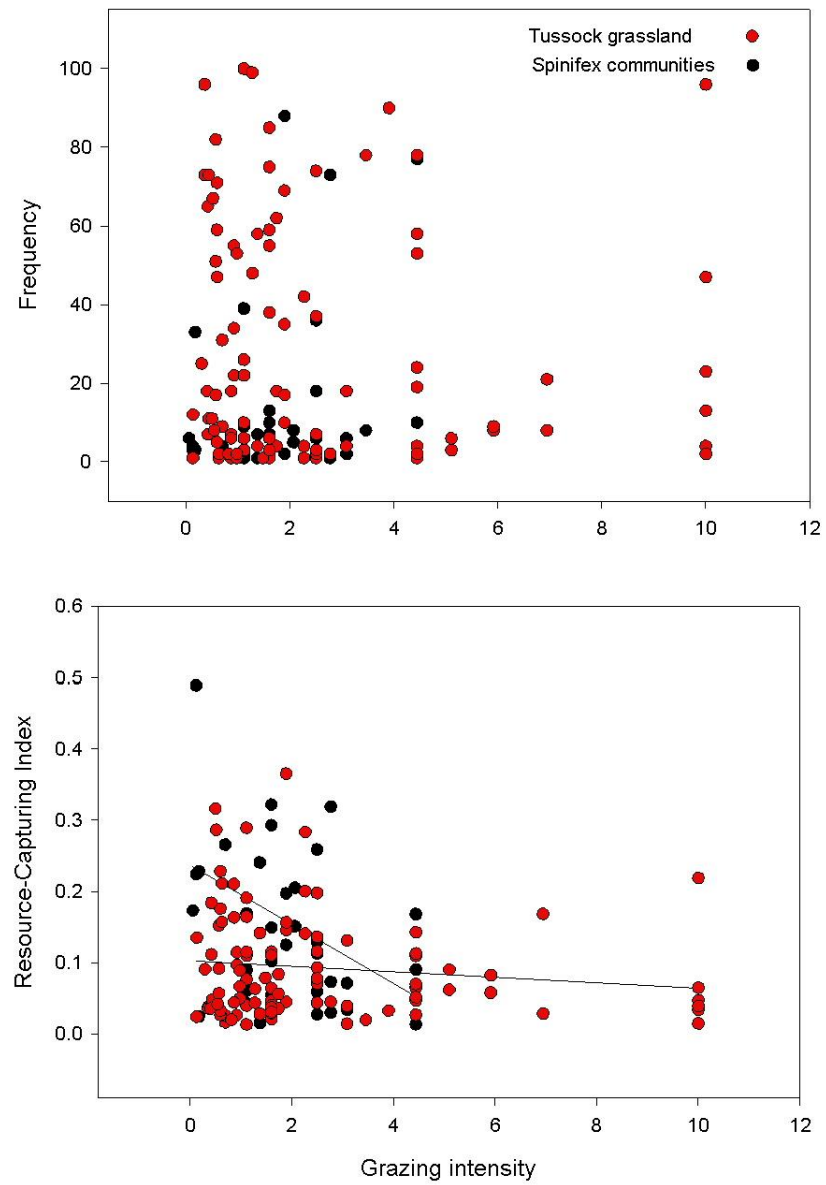 Tussock grassland
Spinifex communities
100
80
60
40
20
0
Frequency
0 2 4 6 8 10 12
0.6
0.5
0.4
0.3
0.2
0.1
0.0
Resource-Capturing Index
0 2 4 6 8 10 12
Grazing intensity